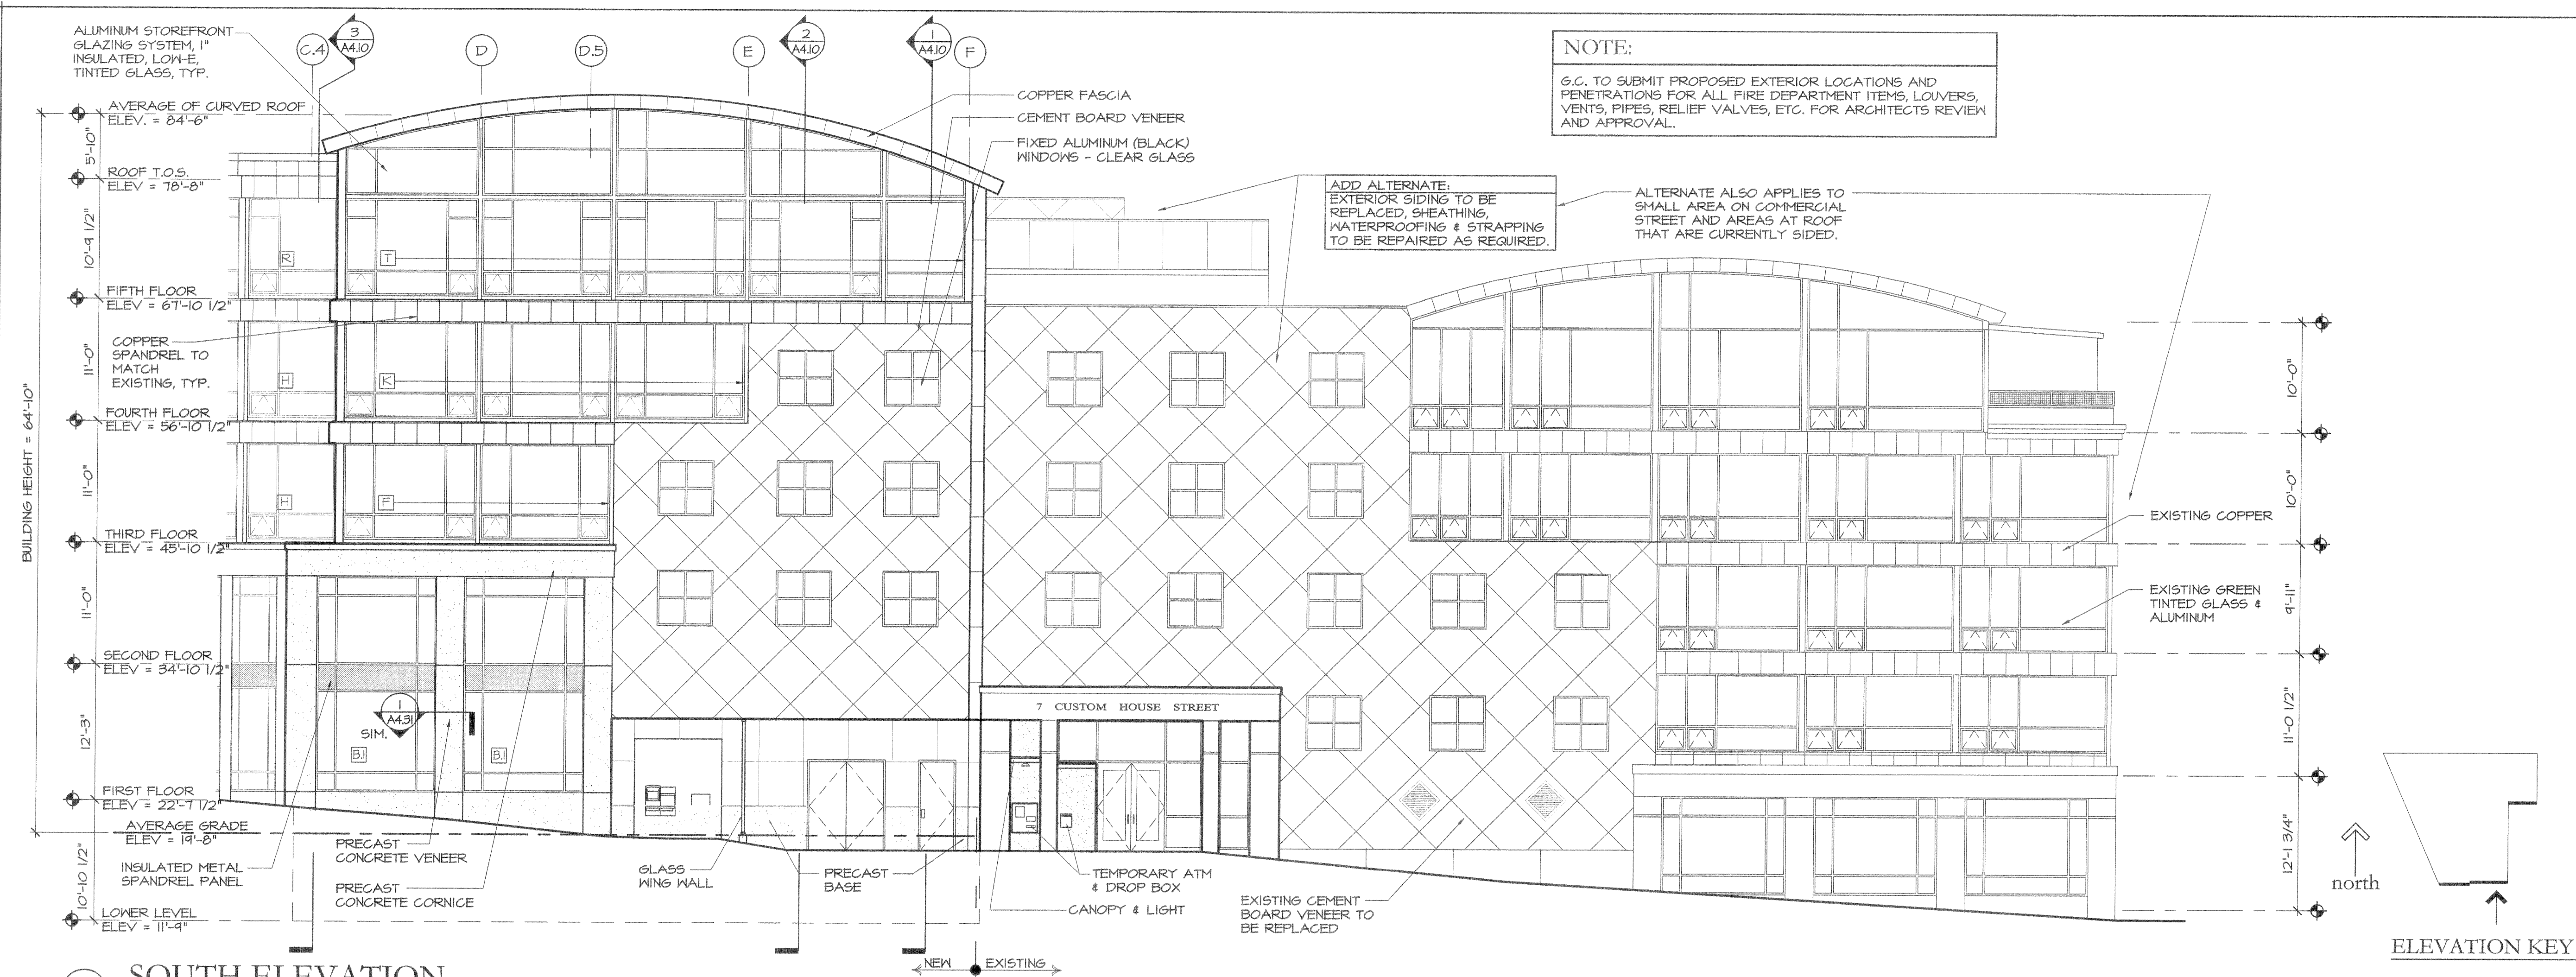 ALUMINUM STOREFRONT
GLAZING SYSTEM, 1"
INSULATED, LOW-E,
TINTED GLASS, TYP.
C.4
3
A4.10
D
D.5
E
2
A4.10
1
A4.10
F
NOTE:
G.C. TO SUBMIT PROPOSED EXTERIOR LOCATIONS AND
PENETRATIONS FOR ALL FIRE DEPARTMENT ITEMS, LOUVERS,
VENTS, PIPES, RELIEF VALVES, ETC. FOR ARCHITECTS REVIEW
AND APPROVAL.
COPPER FASCIA
CEMENT BOARD VENEER
FIXED ALUMINUM (BLACK)
WINDOWS - CLEAR GLASS
ADD ALTERNATE:
EXTERIOR SIDING TO BE
REPLACED, SHEATHING,
WATERPROOFING & STRAPPING
TO BE REPAIRED AS REQUIRED.
ALTERNATE ALSO APPLIES TO
SMALL AREA ON COMMERCIAL
STREET AND AREAS AT ROOF
THAT ARE CURRENTLY SIDED.
AVERAGE OF CURVED ROOF
ELEV. = 84'-6"
5'-10"
ROOF T.O.S.
ELEV = 78'-8"
10'-9 1/2"
R
T
FIFTH FLOOR
ELEV = 67'-10 1/2"
COPPER
SPANDREL TO
MATCH
EXISTING, TYP.
11'-0"
H
K
FOURTH FLOOR
ELEV = 56'-10 1/2"
11'-0"
H
F
BUILDING HEIGHT = 64'-10"
THIRD FLOOR
ELEV = 45'-10 1/2"
11'-0"
SECOND FLOOR
ELEV = 34'-10 1/2"
12'-3"
1
A4.31
SIM.
B.1
B.1
FIRST FLOOR
ELEV = 22'-7 1/2"
AVERAGE GRADE
ELEV = 19'-8"
10'-10 1/2"
LOWER LEVEL
ELEV = 11'-9"
INSULATED METAL
SPANDREL PANEL
PRECAST
CONCRETE VENEER
PRECAST
CONCRETE CORNICE
GLASS
WING WALL
PRECAST
BASE
7 CUSTOM HOUSE STREET
TEMPORARY ATM
& DROP BOX
CANOPY & LIGHT
EXISTING CEMENT
BOARD VENEER TO
BE REPLACED
10'-0"
10'-0"
EXISTING COPPER
9'-11"
EXISTING GREEN
TINTED GLASS &
ALUMINUM
11'-0 1/2"
12'-1 3/4"
north
ELEVATION KEY
NEW
EXISTING
SOUTH ELEVATION